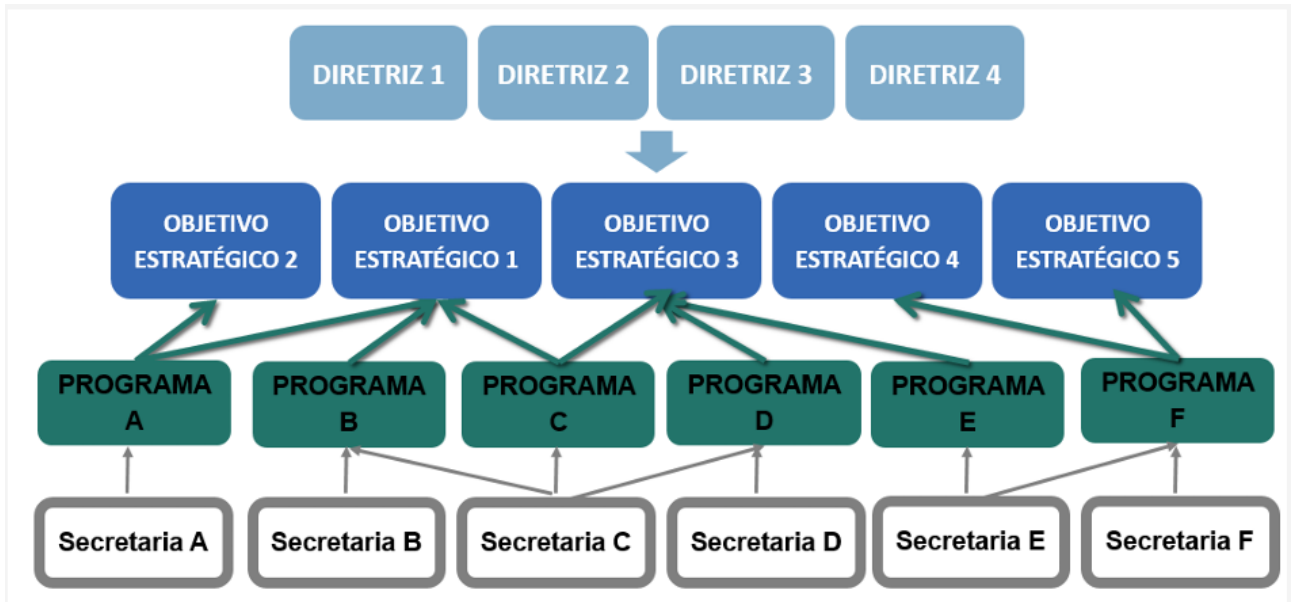 DIRETRIZ 1
DIRETRIZ 2
DIRETRIZ 3
DIRETRIZ 4
OBJETIVO
ESTRATÉGICO 2
OBJETIVO
ESTRATÉGICO 1
OBJETIVO
ESTRATÉGICO 3
OBJETIVO
ESTRATÉGICO 4
OBJETIVO
ESTRATÉGICO 5
PROGRAMA
A
PROGRAMA
B
PROGRAMA
C
PROGRAMA
D
PROGRAMA
E
PROGRAMA
F
Secretaria A
Secretaria B
Secretaria C
Secretaria D
Secretaria E
Secretaria F